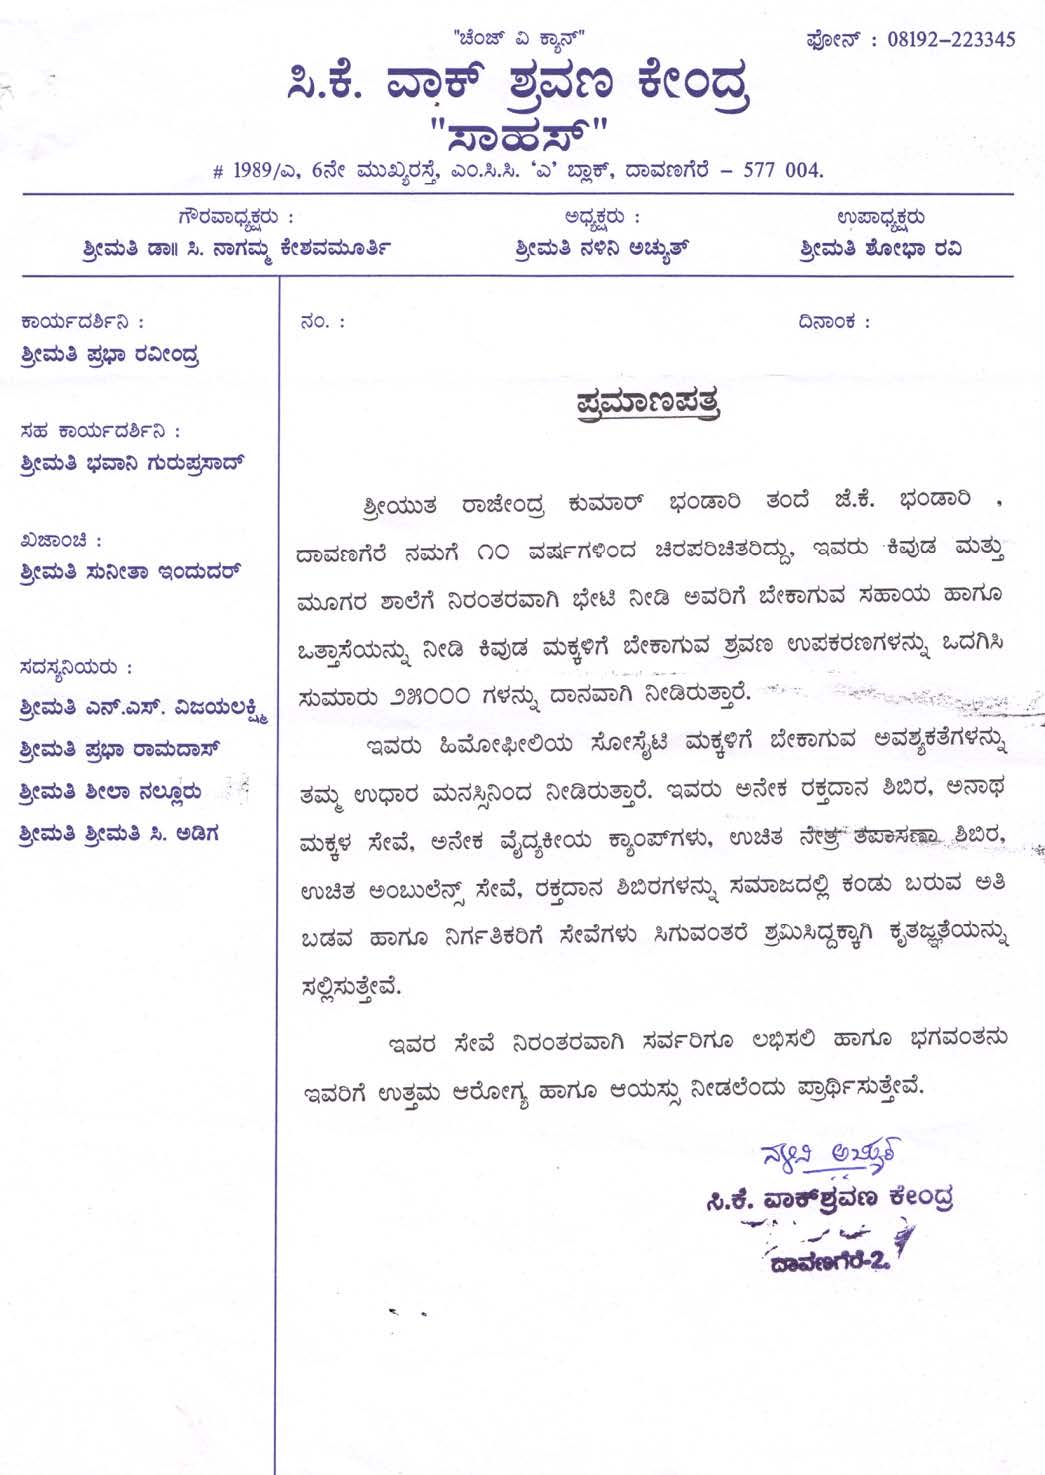 "ಚೆಂಜ್ ವಿ ಕ್ಯಾನ್"
ಫೋನ್ : 08192-223345
ಸಿ.ಕೆ. ವಾಕ್ ಶ್ರವಣ ಕೇಂದ್ರ
"ಸಾಹಸ್"
# 1989/ಎ, 6ನೇ ಮುಖ್ಯರಸ್ತೆ, ಎಂ.ಸಿ.ಸಿ. 'ಎ' ಬ್ಲಾಕ್, ದಾವಣಗೆರೆ – 577 004.
ಗೌರವಾಧ್ಯಕ್ಷರು :
ಶ್ರೀಮತಿ ಡಾ॥ ಸಿ. ನಾಗಮ್ಮ ಕೇಶವಮೂರ್ತಿ
ಅಧ್ಯಕ್ಷರು :
ಶ್ರೀಮತಿ ನಳಿನಿ ಅಚ್ಯುತ್
ಉಪಾಧ್ಯಕ್ಷರು
ಶ್ರೀಮತಿ ಶೋಭಾ ರವಿ
ಕಾರ್ಯದರ್ಶಿನಿ :
ಶ್ರೀಮತಿ ಪ್ರಭಾ ರವೀಂದ್ರ
ಸಹ ಕಾರ್ಯದರ್ಶಿನಿ :
ಶ್ರೀಮತಿ ಭವಾನಿ ಗುರುಪ್ರಸಾದ್
ಖಜಾಂಚಿ :
ಶ್ರೀಮತಿ ಸುನೀತಾ ಇಂದುದರ್
ಸದಸ್ಯನಿಯರು :
ಶ್ರೀಮತಿ ಎನ್.ಎಸ್. ವಿಜಯಲಕ್ಷ್ಮಿ
ಶ್ರೀಮತಿ ಪ್ರಭಾ ರಾಮದಾಸ್
ಶ್ರೀಮತಿ ಶೀಲಾ ನಲ್ಲೂರು
ಶ್ರೀಮತಿ ಶ್ರೀಮತಿ ಸಿ. ಅಡಿಗ
ನಂ. :
ದಿನಾಂಕ :
ಪ್ರಮಾಣಪತ್ರ
ಶ್ರೀಯುತ ರಾಜೇಂದ್ರ ಕುಮಾರ್ ಭಂಡಾರಿ ತಂದೆ ಜೆ.ಕೆ. ಭಂಡಾರಿ ,
ದಾವಣಗೆರೆ ನಮಗೆ ೧೦ ವರ್ಷಗಳಿಂದ ಚಿರಪರಿಚಿತರಿದ್ದು, ಇವರು ಕಿವುಡ ಮತ್ತು
ಮೂಗರ ಶಾಲೆಗೆ ನಿರಂತರವಾಗಿ ಭೇಟಿ ನೀಡಿ ಅವರಿಗೆ ಬೇಕಾಗುವ ಸಹಾಯ ಹಾಗೂ
ಒತ್ತಾಸೆಯನ್ನು ನೀಡಿ ಕಿವುಡ ಮಕ್ಕಳಿಗೆ ಬೇಕಾಗುವ ಶ್ರವಣ ಉಪಕರಣಗಳನ್ನು ಒದಗಿಸಿ
ಸುಮಾರು ೨೫೦೦೦ ಗಳನ್ನು ದಾನವಾಗಿ ನೀಡಿರುತ್ತಾರೆ.
ಇವರು ಹಿಮೋಫೀಲಿಯ ಸೋಸೈಟಿ ಮಕ್ಕಳಿಗೆ ಬೇಕಾಗುವ ಅವಶ್ಯಕತೆಗಳನ್ನು
ತಮ್ಮ ಉಧಾರ ಮನಸ್ಸಿನಿಂದ ನೀಡಿರುತ್ತಾರೆ. ಇವರು ಅನೇಕ ರಕ್ತದಾನ ಶಿಬಿರ, ಅನಾಥ
ಮಕ್ಕಳ ಸೇವೆ, ಅನೇಕ ವೈದ್ಯಕೀಯ ಕ್ಯಾಂಪ್‌ಗಳು, ಉಚಿತ ನೇತ್ರ ತಪಾಸಣಾ ಶಿಬಿರ,
ಉಚಿತ ಅಂಬುಲೆನ್ಸ್ ಸೇವೆ, ರಕ್ತದಾನ ಶಿಬಿರಗಳನ್ನು ಸಮಾಜದಲ್ಲಿ ಕಂಡು ಬರುವ ಅತಿ
ಬಡವ ಹಾಗೂ ನಿರ್ಗತಿಕರಿಗೆ ಸೇವೆಗಳು ಸಿಗುವಂತರೆ ಶ್ರಮಿಸಿದ್ದಕ್ಕಾಗಿ ಕೃತಜ್ಞತೆಯನ್ನು
ಸಲ್ಲಿಸುತ್ತೇವೆ.
ಇವರ ಸೇವೆ ನಿರಂತರವಾಗಿ ಸರ್ವರಿಗೂ ಲಭಿಸಲಿ ಹಾಗೂ ಭಗವಂತನು
ಇವರಿಗೆ ಉತ್ತಮ ಆರೋಗ್ಯ ಹಾಗೂ ಆಯಸ್ಸು ನೀಡಲೆಂದು ಪ್ರಾರ್ಥಿಸುತ್ತೇವೆ.
ನಳಿನಿ ಅಚ್ಯುತ್
ಸಿ.ಕೆ. ವಾಕ್‌ಶ್ರವಣ ಕೇಂದ್ರ
ದಾವಣಗೆರೆ-2.